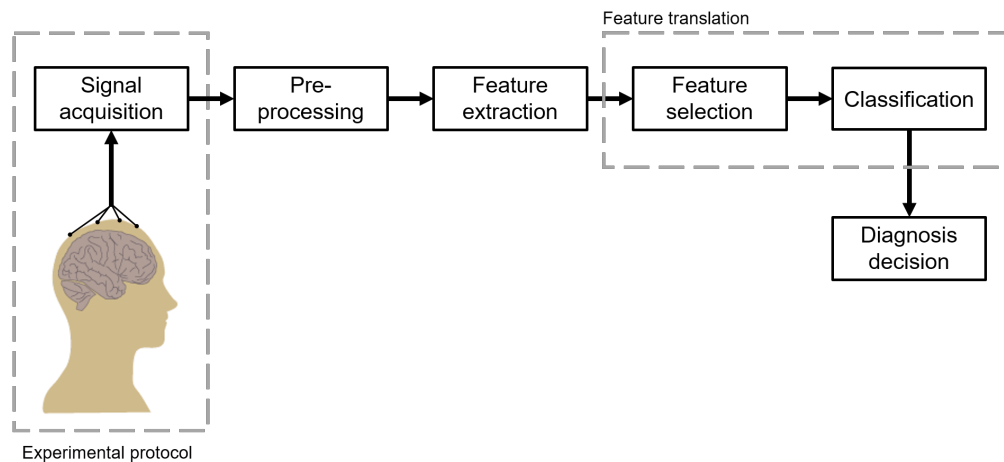 Feature translation
Signal
acquisition
Pre-
processing
Feature
extraction
Feature
selection
Classification
Diagnosis
decision
Experimental protocol